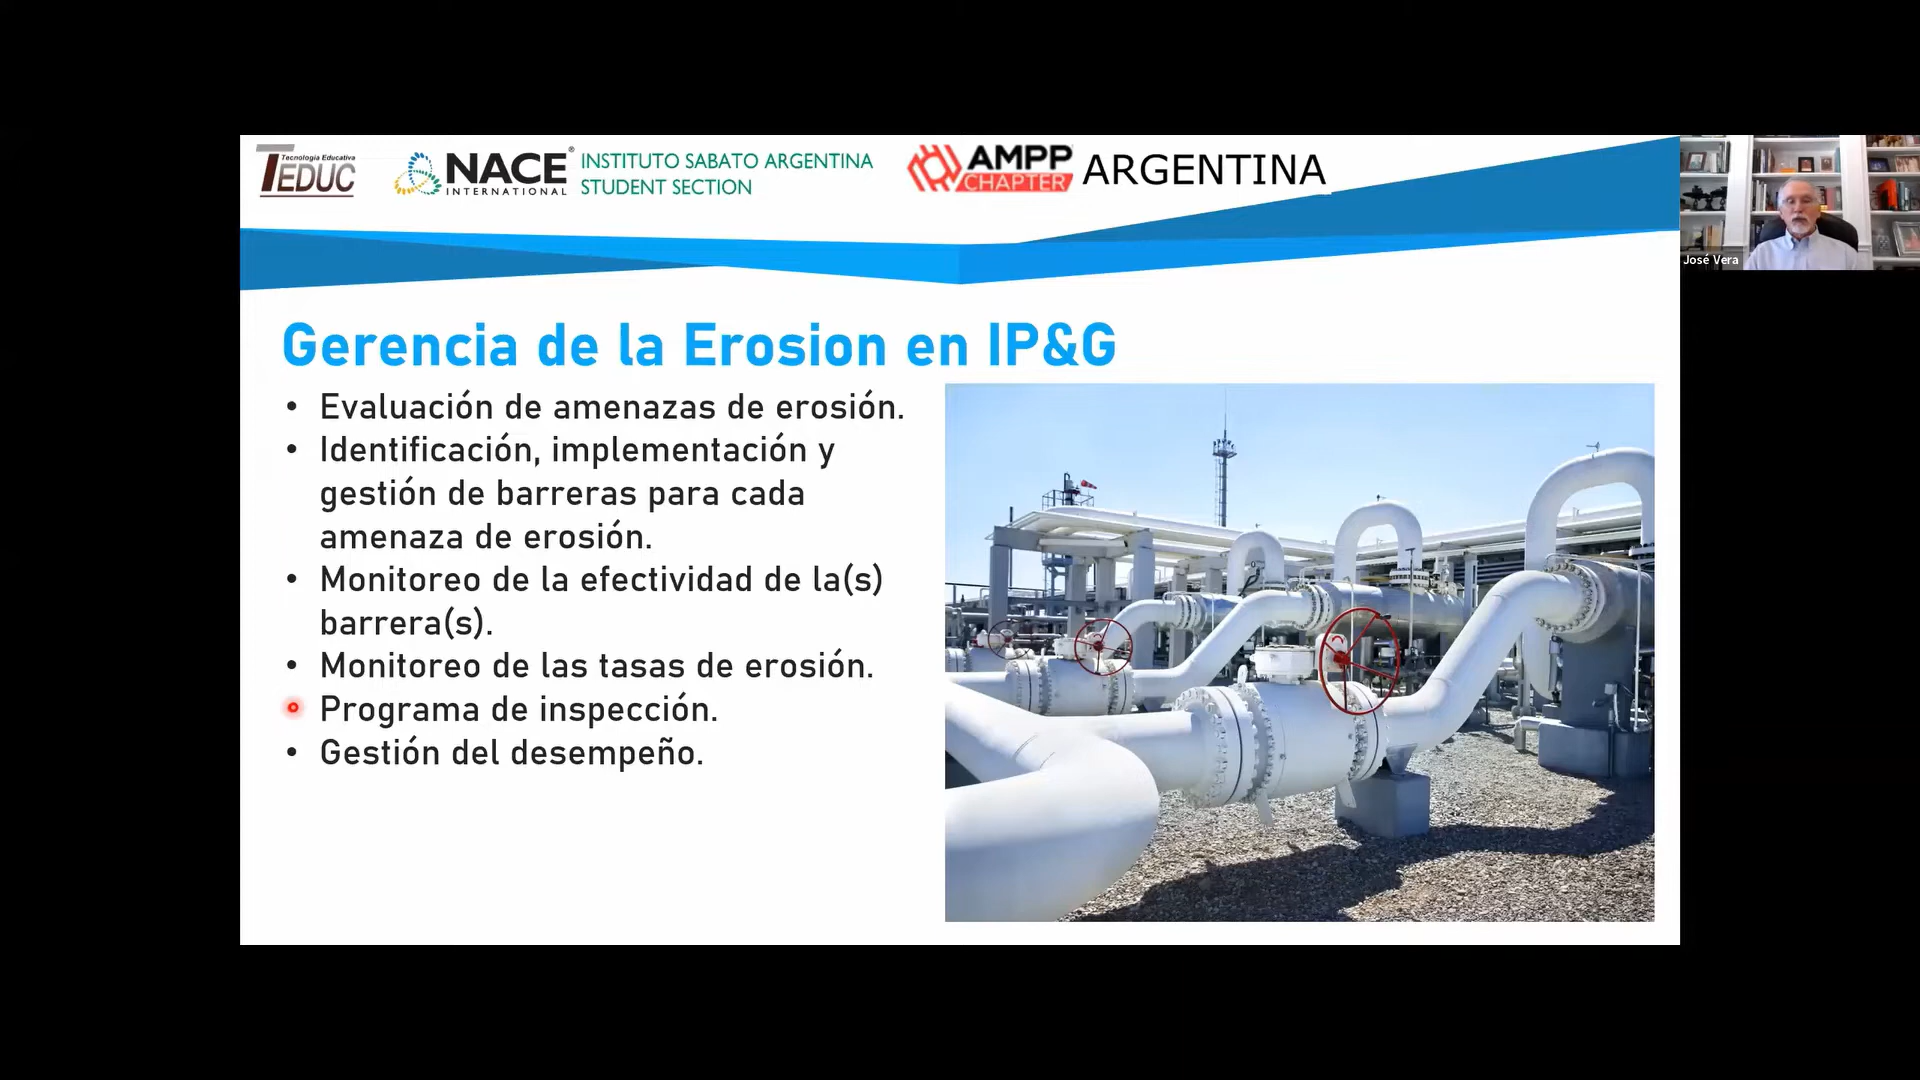 Tecnología Educativa
TEDUC
NACE®
INTERNATIONAL
INSTITUTO SABATO ARGENTINA
STUDENT SECTION
AMPP
CHAPTER
ARGENTINA
José Vera
Gerencia de la Erosion en IP&G
• Evaluación de amenazas de erosión.
• Identificación, implementación y
gestión de barreras para cada
amenaza de erosión.
• Monitoreo de la efectividad de la(s)
barrera(s).
• Monitoreo de las tasas de erosión.
• Programa de inspección.
• Gestión del desempeño.